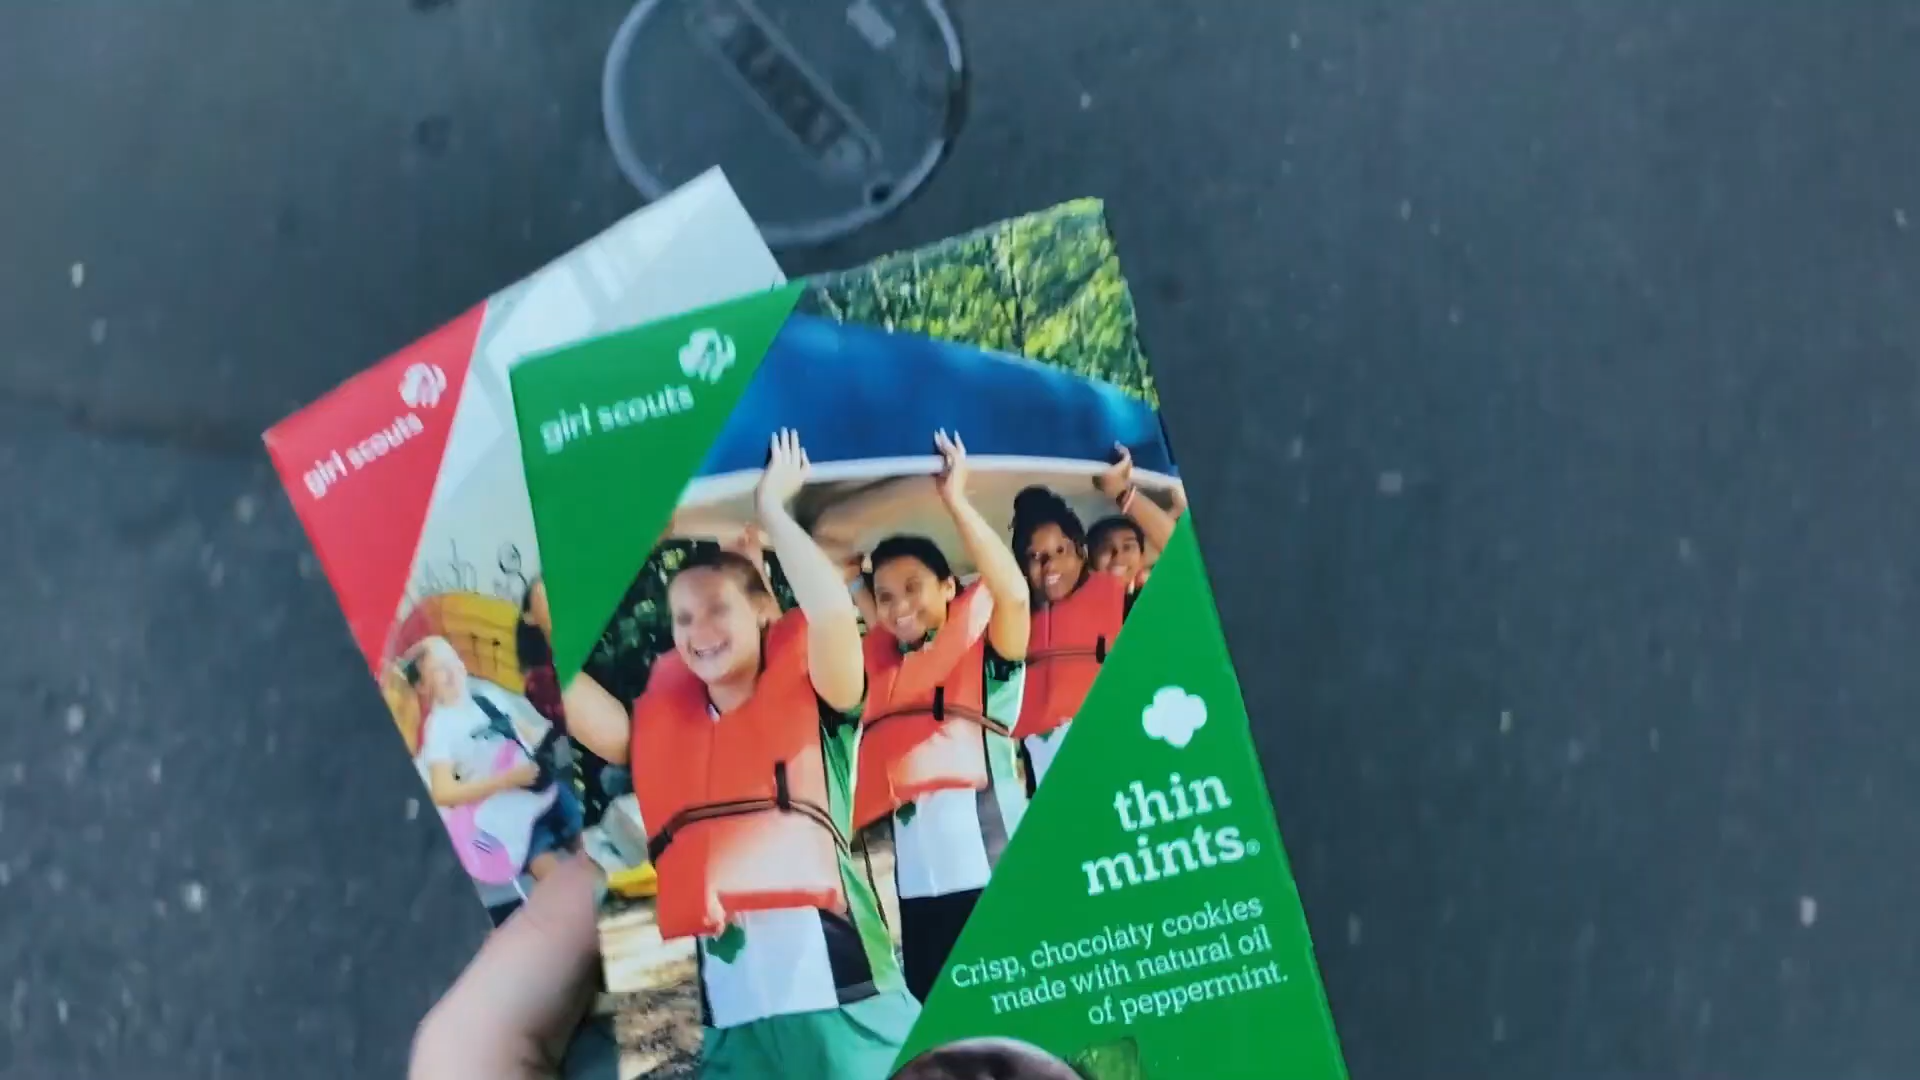 girl scouts
girl scouts
thin
mints®
Crisp, chocolaty cookies
made with natural oil
of peppermint.